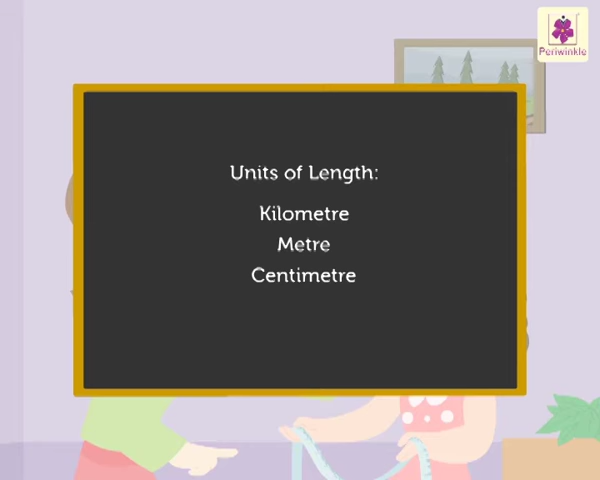 Periwinkle
Units of Length:
Kilometre
Metre
Centimetre